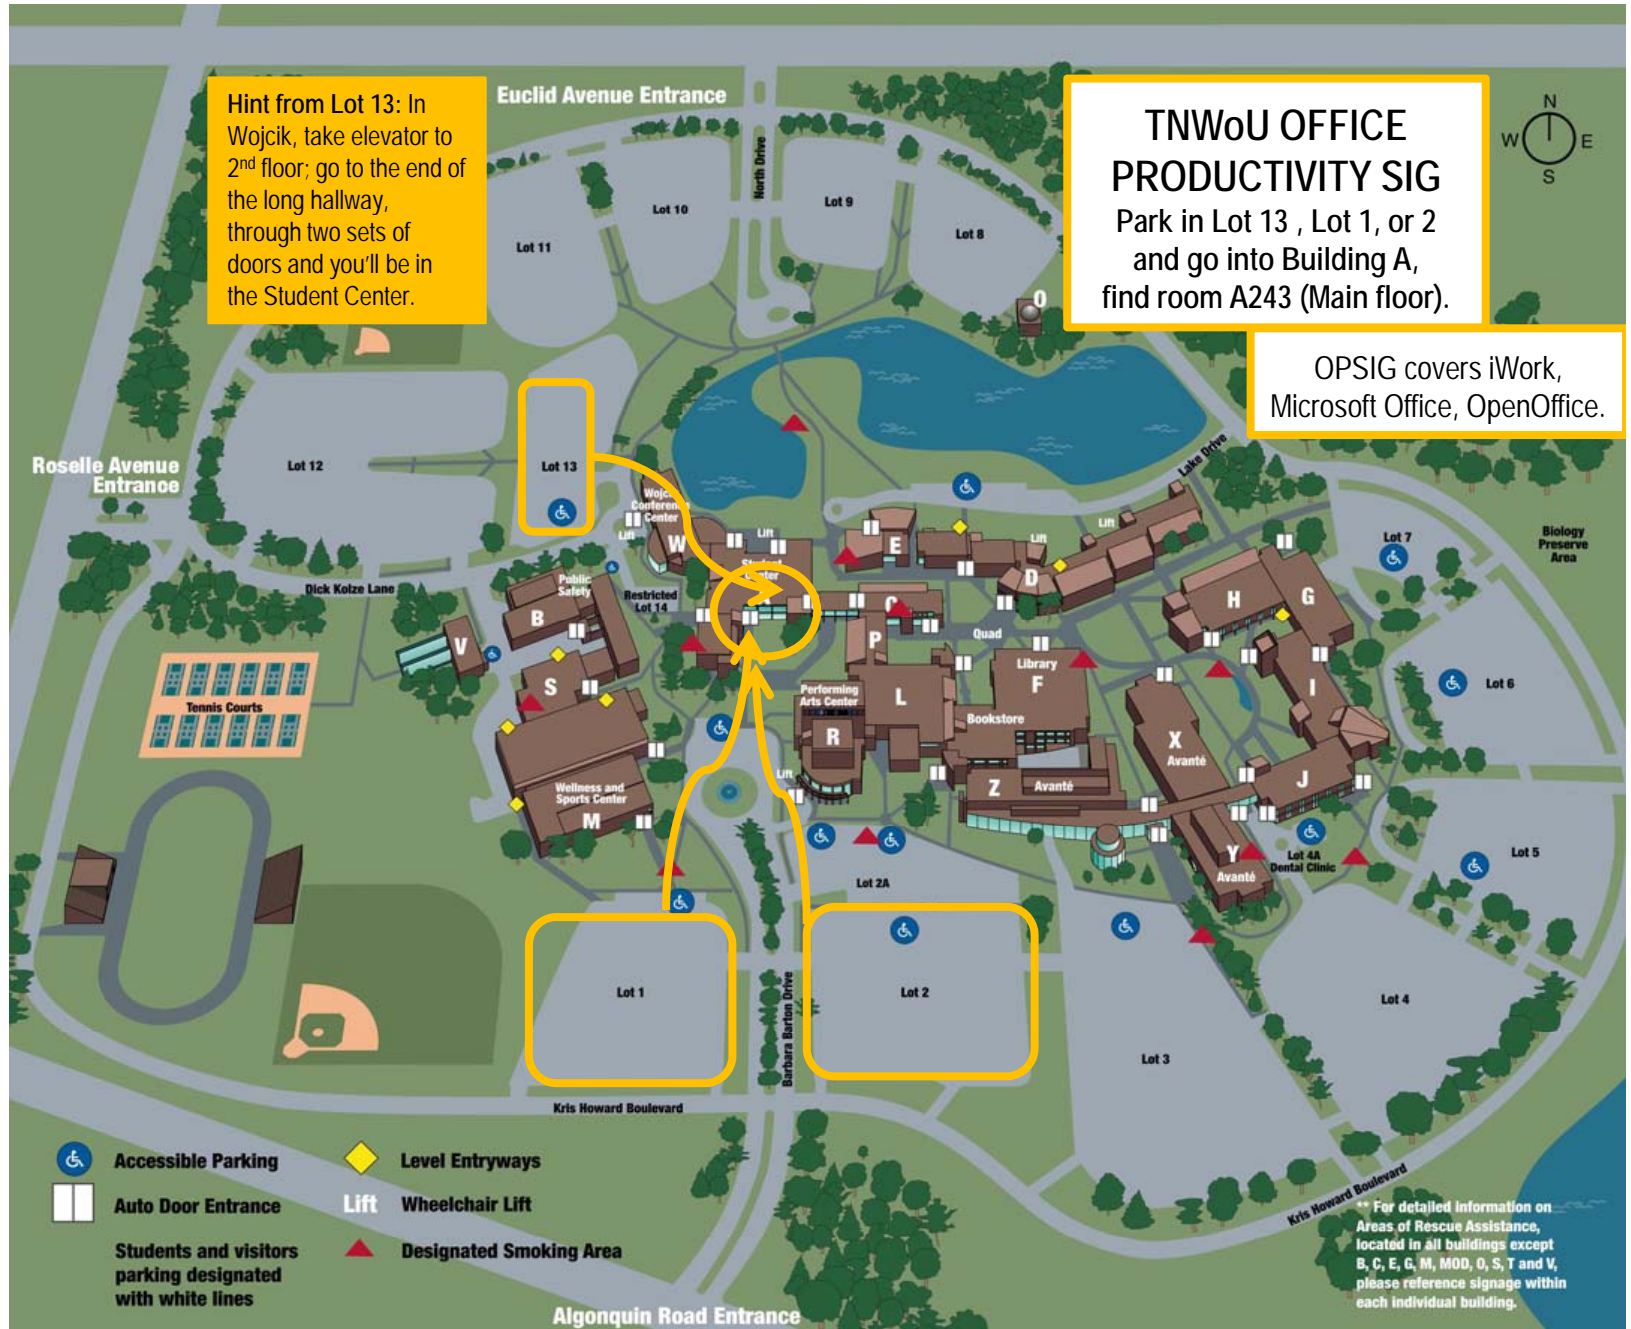 Euclid Avenue Entrance
Hint from Lot 13: In
Wojcik, take elevator to
2nd floor; go to the end of
the long hallway,
through two sets of
doors and you'll be in
the Student Center.
TNWoU OFFICE
PRODUCTIVITY SIG
Park in Lot 13 , Lot 1, or 2
and go into Building A,
find room A243 (Main floor).
OPSIG covers iWork,
Microsoft Office, OpenOffice.
N
W
E
S
North Drive
Lot 10
Lot 9
Lot 11
Lot 8
O
Roselle Avenue
Entrance
Lot 12
Lot 13
Lake Drive
Wojcik
Conference
Center
W
Lift
Lift
Lift
E
Lift
Lift
D
Student
Center
Lot 7
Biology
Preserve
Area
Dick Kolze Lane
Public
Safety
B
Restricted
Lot 14
H
G
V
P
Quad
Library
F
S
Tennis Courts
Performing
Arts Center
L
I
Lot 6
Bookstore
R
X
Avanté
Lift
Z
Avanté
J
Wellness and
Sports Center
M
Y
Avanté
Lot 4A
Dental Clinic
Lot 5
Lot 2A
Lot 1
Barbara Barton Drive
Lot 2
Lot 4
Lot 3
Kris Howard Boulevard
Kris Howard Boulevard
Accessible Parking
Level Entryways
Auto Door Entrance
Lift
Wheelchair Lift
Students and visitors
parking designated
with white lines
Designated Smoking Area
Algonquin Road Entrance
** For detailed information on
Areas of Rescue Assistance,
located in all buildings except
B, C, E, G, M, MOD, O, S, T and V,
please reference signage within
each individual building.